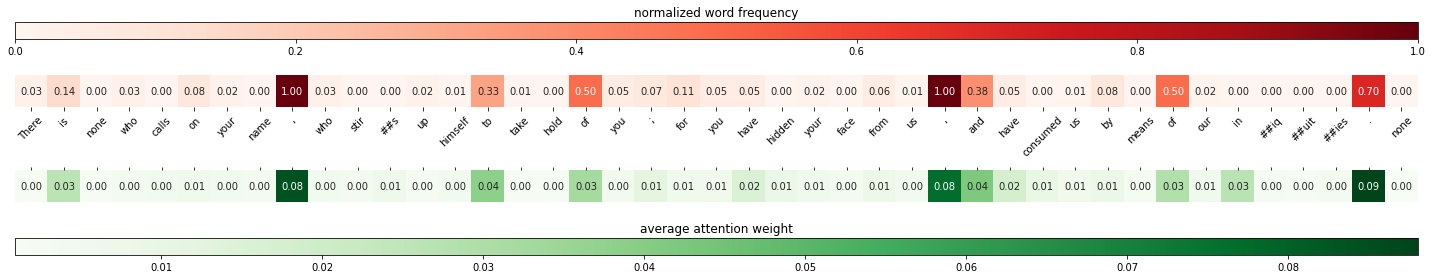 normalized word frequency
0.0 0.2 0.4 0.6 0.8 1.0
0.03 0.14 0.00 0.03 0.00 0.08 0.02 0.00 1.00 0.03 0.00 0.00 0.02 0.01 0.33 0.01 0.00 0.50 0.05 0.07 0.11 0.05 0.05 0.00 0.02 0.00 0.06 0.01 1.00 0.38 0.05 0.00 0.01 0.08 0.00 0.50 0.02 0.00 0.00 0.00 0.00 0.70 0.00
There is none who calls on your name , who stir ##s up himself to take hold of you ; for you have hidden your face from us , and have consumed us by means of our in ##iq ##uit ##ies . none
0.00 0.03 0.00 0.00 0.00 0.01 0.00 0.00 0.08 0.00 0.00 0.01 0.00 0.00 0.04 0.00 0.00 0.03 0.00 0.01 0.01 0.01 0.02 0.01 0.00 0.00 0.01 0.00 0.08 0.04 0.02 0.01 0.01 0.01 0.00 0.03 0.01 0.03 0.00 0.00 0.00 0.09 0.00
average attention weight
0.01 0.02 0.03 0.04 0.05 0.06 0.07 0.08